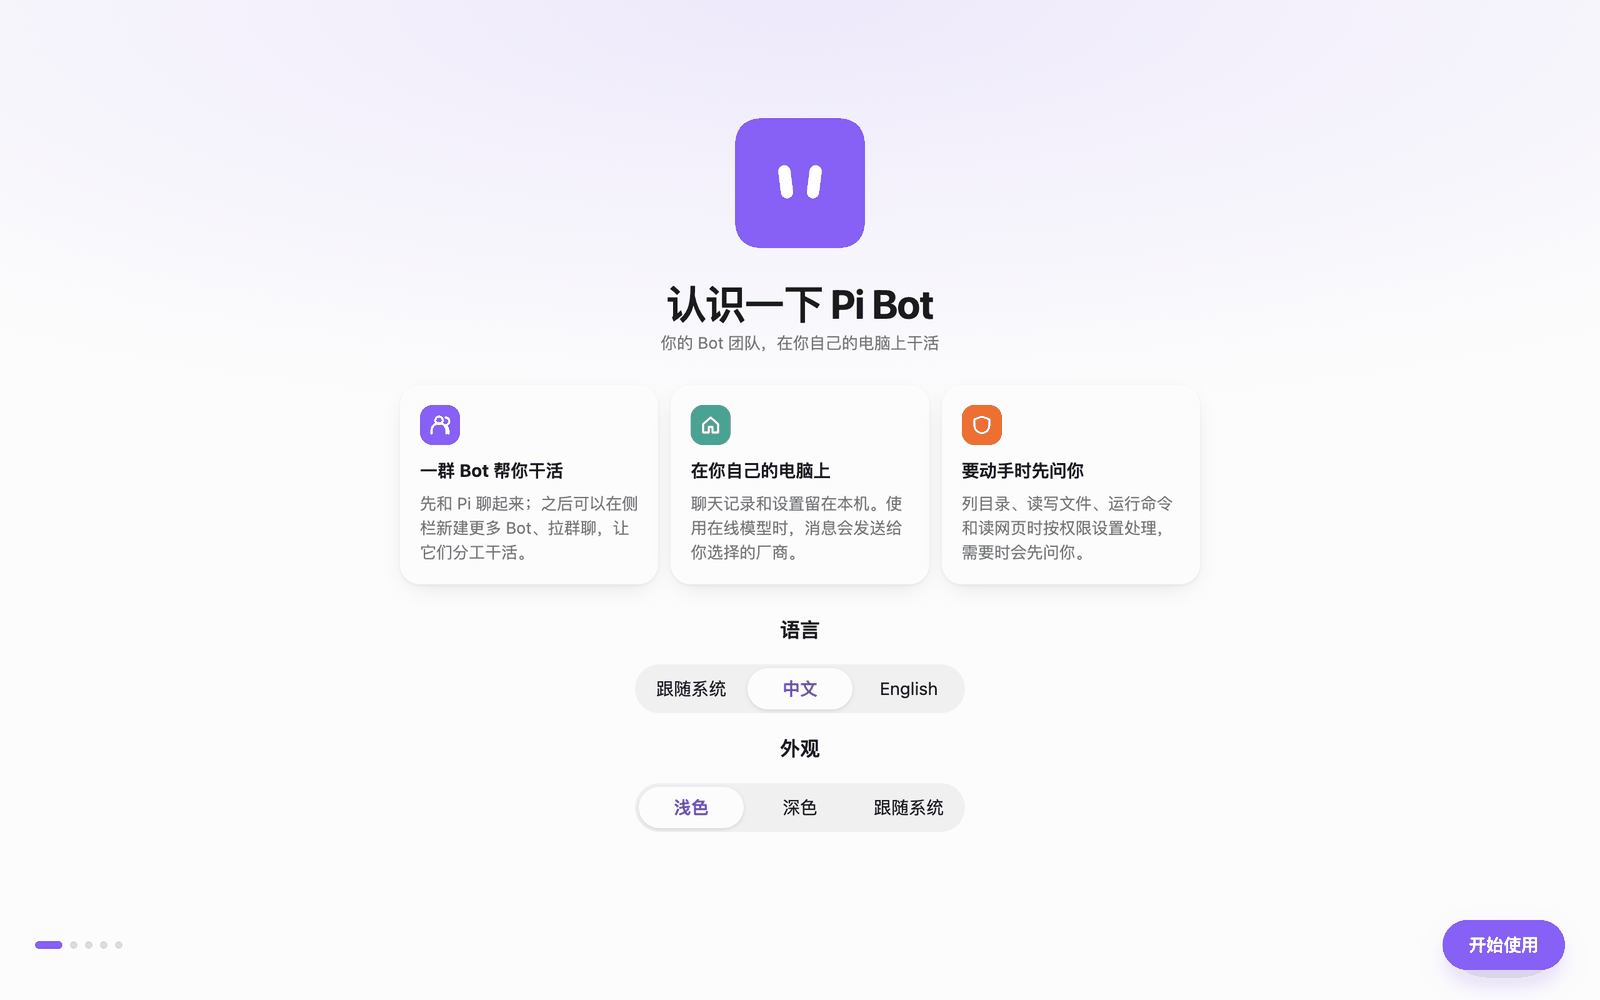 认识一下 Pi Bot
你的 Bot 团队，在你自己的电脑上干活
一群 Bot 帮你干活
先和 Pi 聊起来；之后可以在侧
栏新建更多 Bot、拉群聊，让
它们分工干活。
在你自己的电脑上
聊天记录和设置留在本机。使
用在线模型时，消息会发送给
你选择的厂商。
要动手时先问你
列目录、读写文件、运行命令
和读网页时按权限设置处理，
需要时会先问你。
语言
跟随系统 中文 English
外观
浅色 深色 跟随系统
开始使用